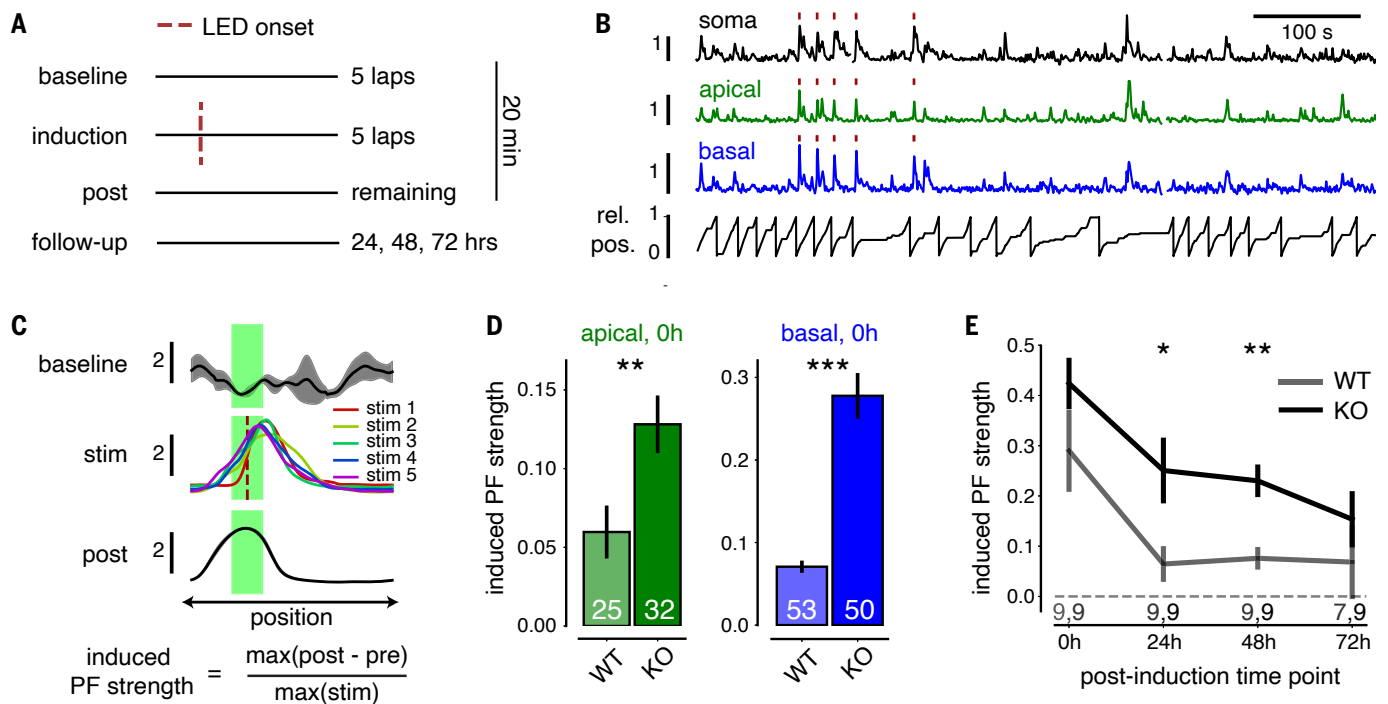 A
LED onset
baseline
5 laps
induction
5 laps
post
remaining
follow-up
24, 48, 72 hrs
20 min
B
soma
1
100 s
apical
1
basal
1
rel.
pos.
1
0
C
baseline
2
stim
2
stim 1
stim 2
stim 3
stim 4
stim 5
post
2
position
induced
PF strength
=
max(post - pre)
max(stim)
D
apical, 0h
induced PF strength
0.15
0.10
0.05
0.00
**
25
32
WT
KO
basal, 0h
0.3
0.2
0.1
0.0
***
53
50
WT
KO
E
induced PF strength
0.5
0.4
0.3
0.2
0.1
0.0
*
**
WT
KO
9,9
9,9
9,9
7,9
0h
24h
48h
72h
post-induction time point